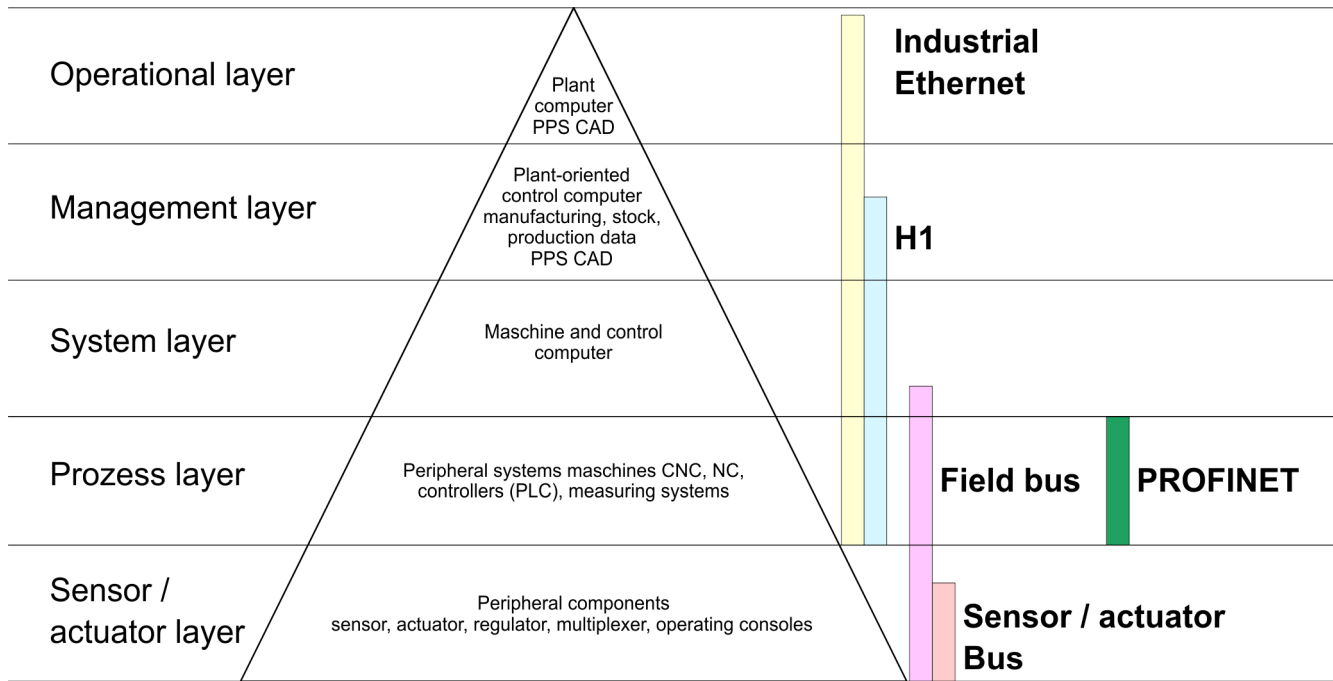 Operational layer
Plant
computer
PPS CAD
Industrial
Ethernet
Management layer
Plant-oriented
control computer
manufacturing, stock,
production data
PPS CAD
H1
System layer
Maschine and control
computer
Prozess layer
Peripheral systems maschines CNC, NC,
controllers (PLC), measuring systems
Field bus
PROFINET
Sensor /
actuator layer
Peripheral components
sensor, actuator, regulator, multiplexer, operating consoles
Sensor / actuator
Bus